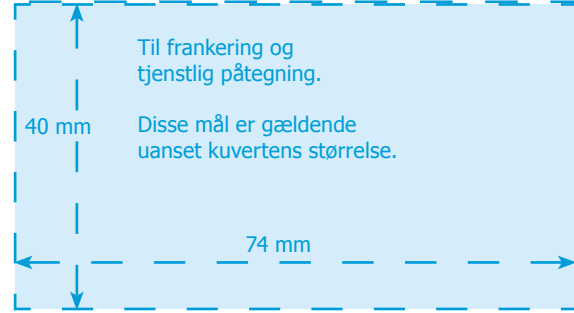 Til frankering og
tjenstlig påtegning.
40 mm
Disse mål er gældende
uanset kuvertens størrelse.
74 mm